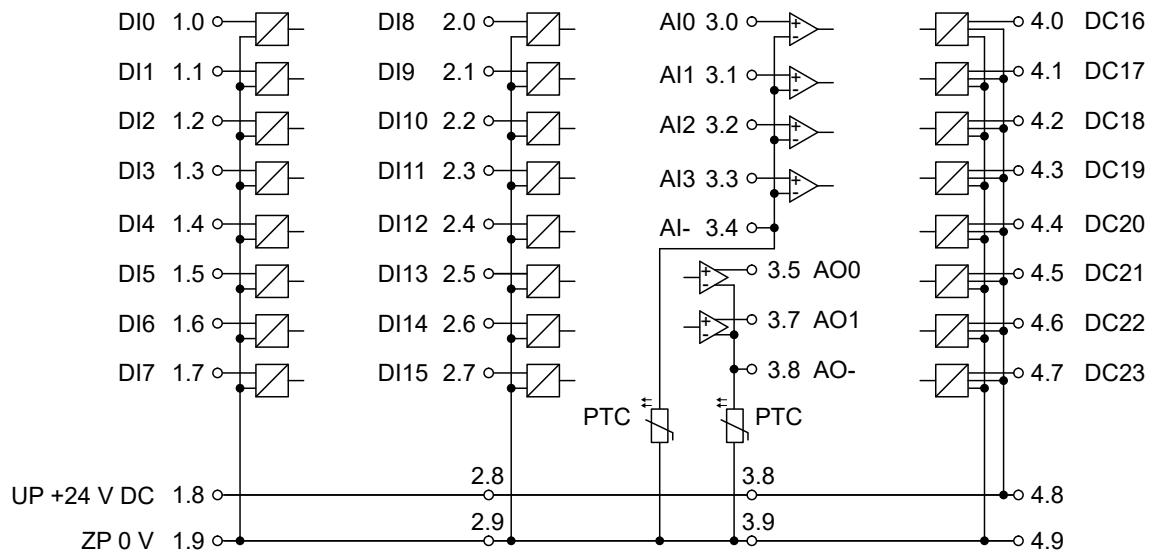 DI0 1.0 DI8 2.0 AI0 3.0 4.0 DC16
DI1 1.1 DI9 2.1 AI1 3.1 4.1 DC17
DI2 1.2 DI10 2.2 AI2 3.2 4.2 DC18
DI3 1.3 DI11 2.3 AI3 3.3 4.3 DC19
DI4 1.4 DI12 2.4 AI- 3.4 4.4 DC20
DI5 1.5 DI13 2.5 3.5 AO0 4.5 DC21
DI6 1.6 DI14 2.6 3.7 AO1 4.6 DC22
DI7 1.7 DI15 2.7 3.8 AO- 4.7 DC23
PTC PTC
UP +24 V DC 1.8 2.8 3.8 4.8
ZP 0 V 1.9 2.9 3.9 4.9